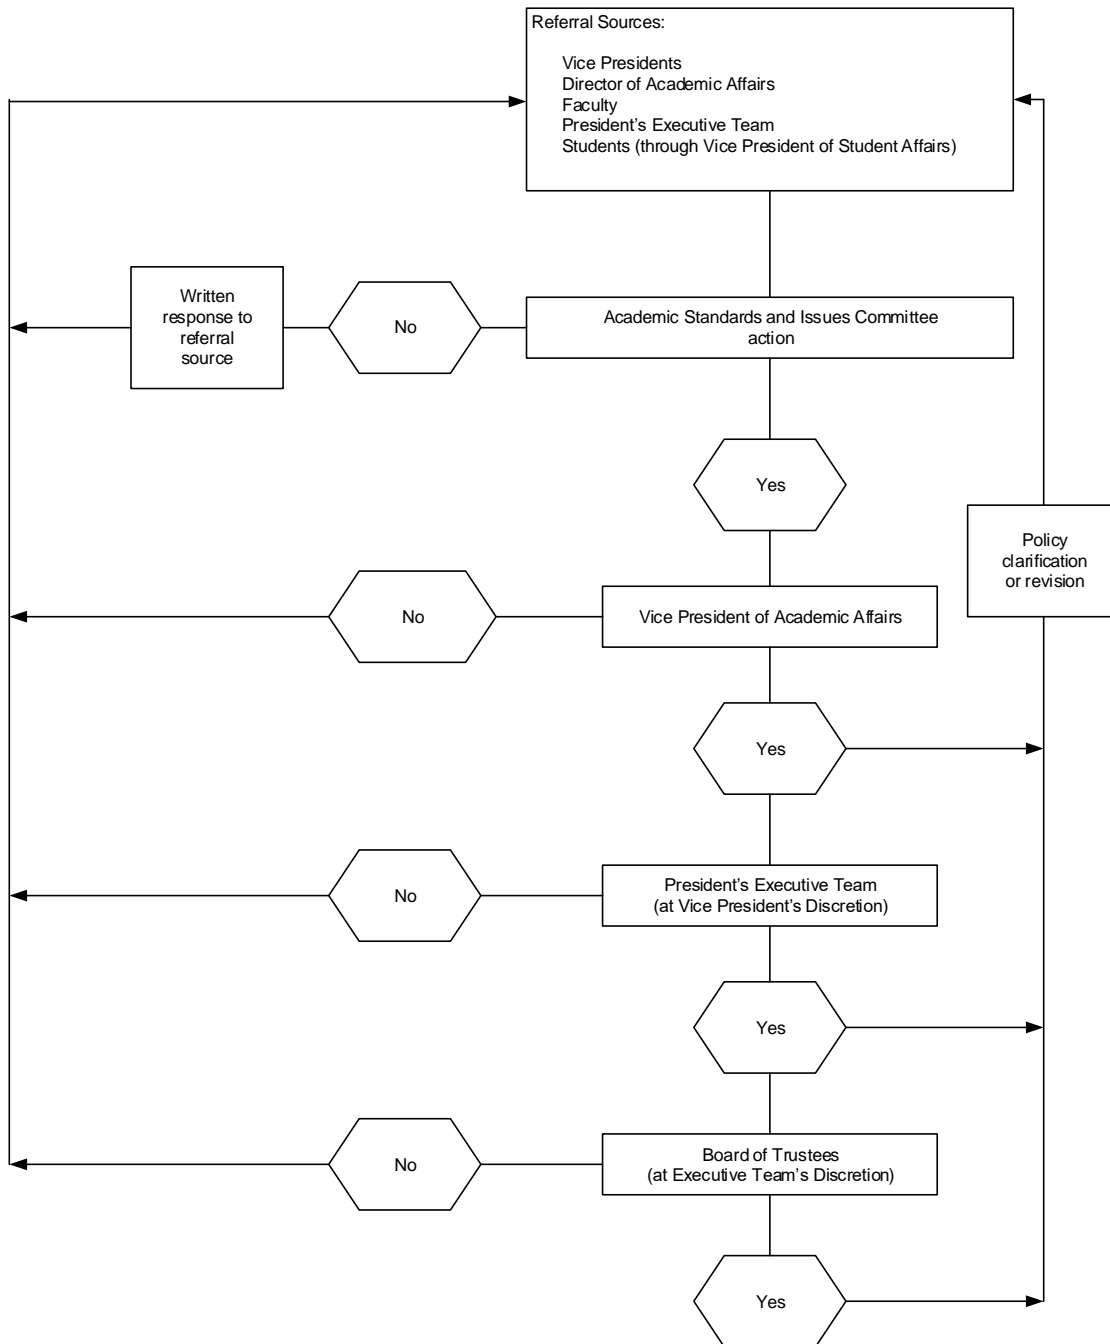 Referral Sources:
Vice Presidents
Director of Academic Affairs
Faculty
President’s Executive Team
Students (through Vice President of Student Affairs)
Written
response to
referral
source
No
Academic Standards and Issues Committee
action
Yes
Policy
clarification
or revision
No
Vice President of Academic Affairs
Yes
No
President’s Executive Team
(at Vice President’s Discretion)
Yes
No
Board of Trustees
(at Executive Team’s Discretion)
Yes